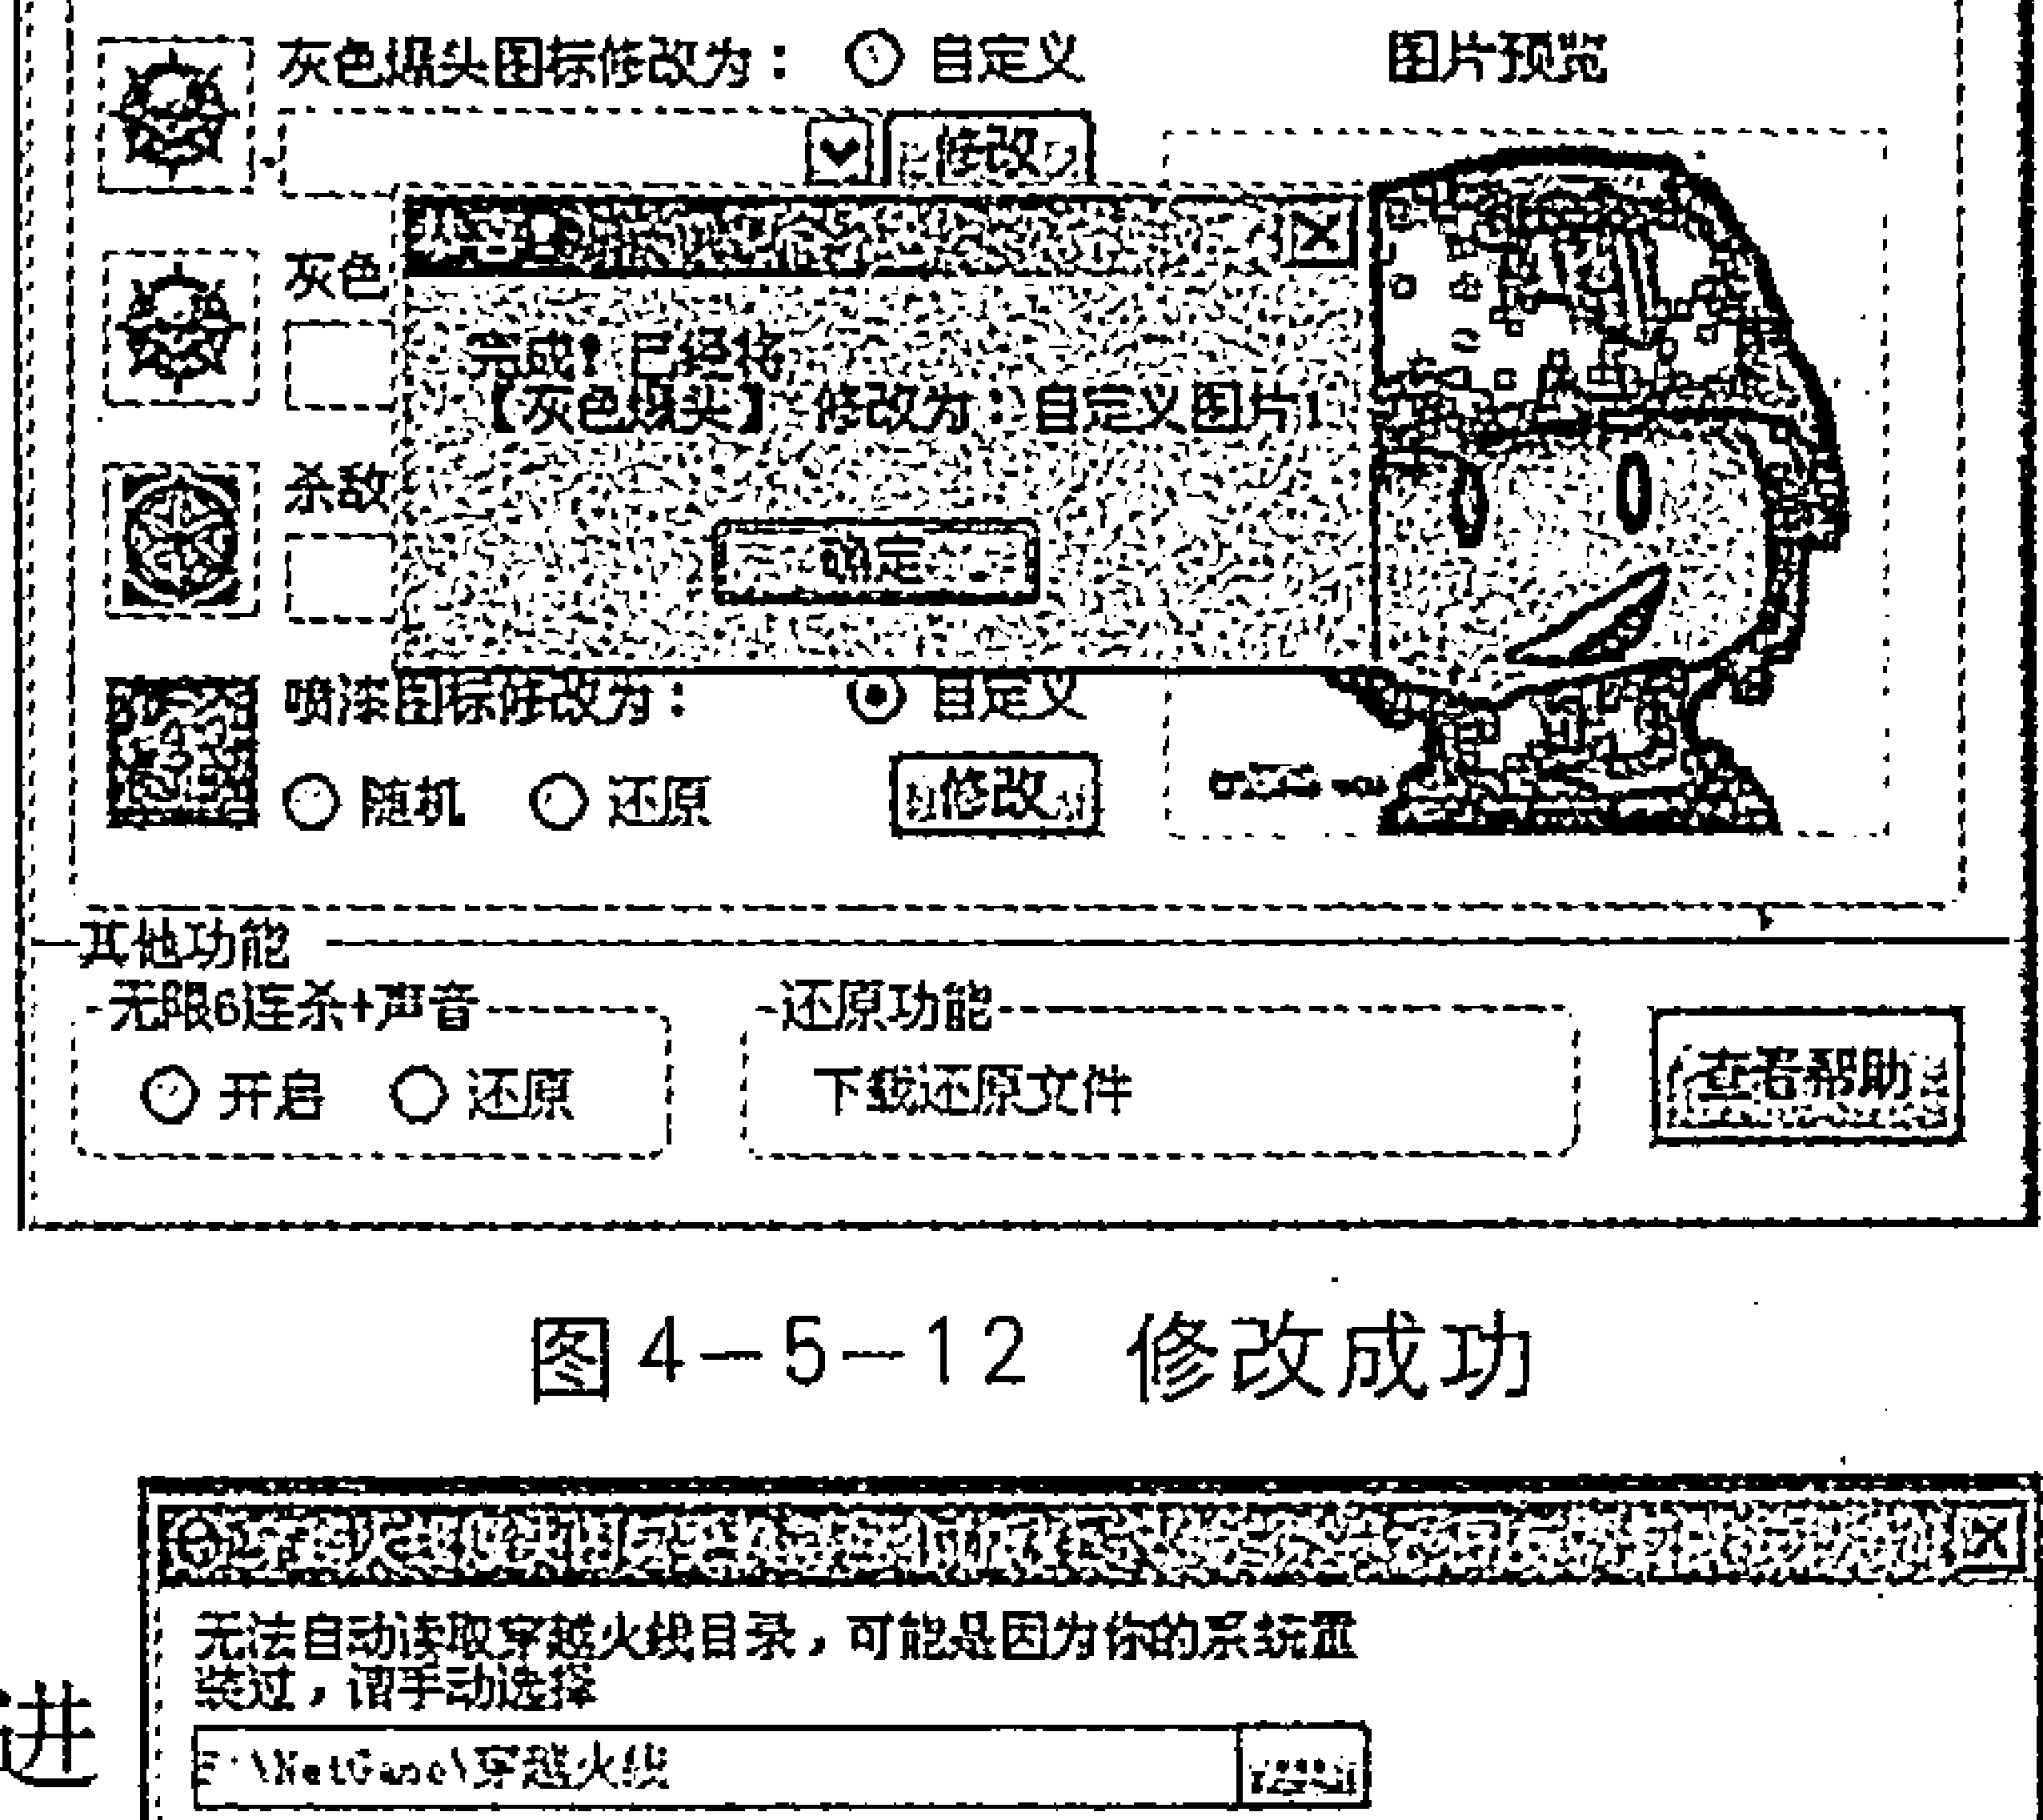 灰色爆头图标修改为： 自定义 图片预览
修改
灰色
完成！已经将
【灰色爆头】 修改为：自定义图片！
杀敌
确定
喷漆图标修改为： 自定义
随机 还原 修改
其他功能
无限6连杀+声音 还原功能
开启 还原 下载还原文件 查看帮助
图4－5－12 修改成功
无法自动读取穿越火线目录，可能是因为你的系统重
装过，请手动选择
进
E:\NetGame\穿越火线